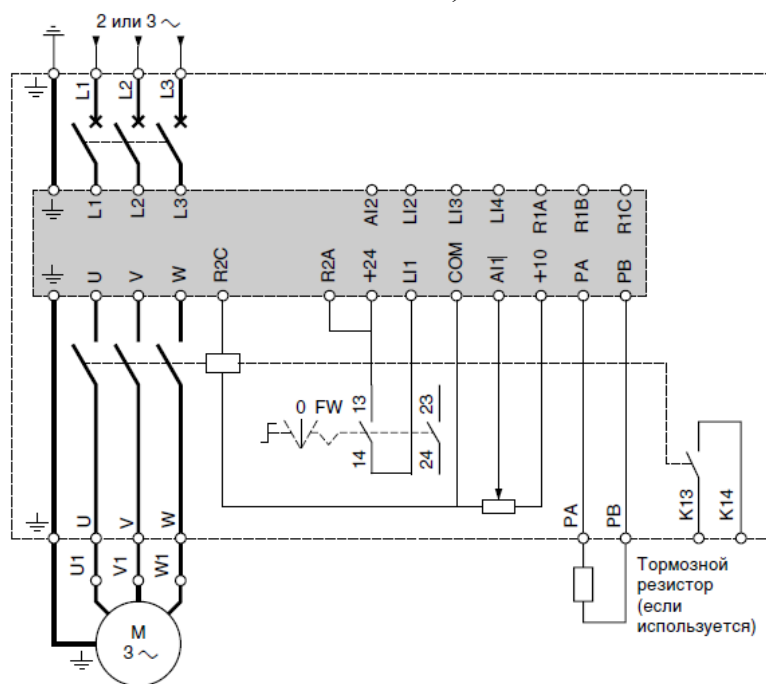 2 или 3 ~
L1 L2 L3
L1 L2 L3 AI2 LI2 LI3 LI4 R1A R1B R1C
U V W R2C R2A +24 LI1 COM AI1 +10 PA PB
0 FW 13 23
14 24
U V W PA PB K13 K14
U1 V1 W1
Тормозной
резистор
(если
используется)
M
3 ~